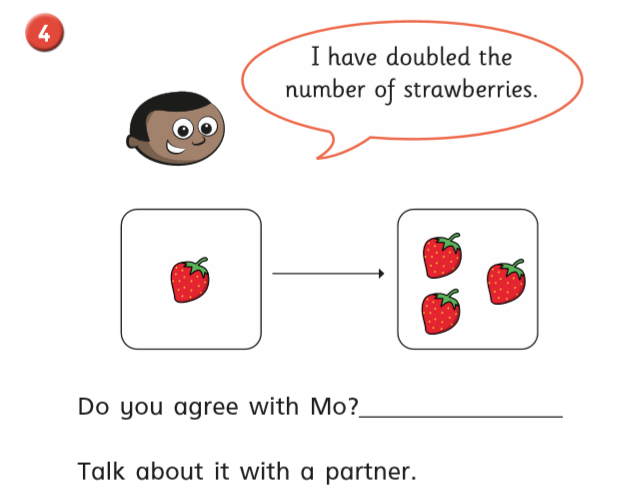 4
I have doubled the
number of strawberries.
Do you agree with Mo?
Talk about it with a partner.